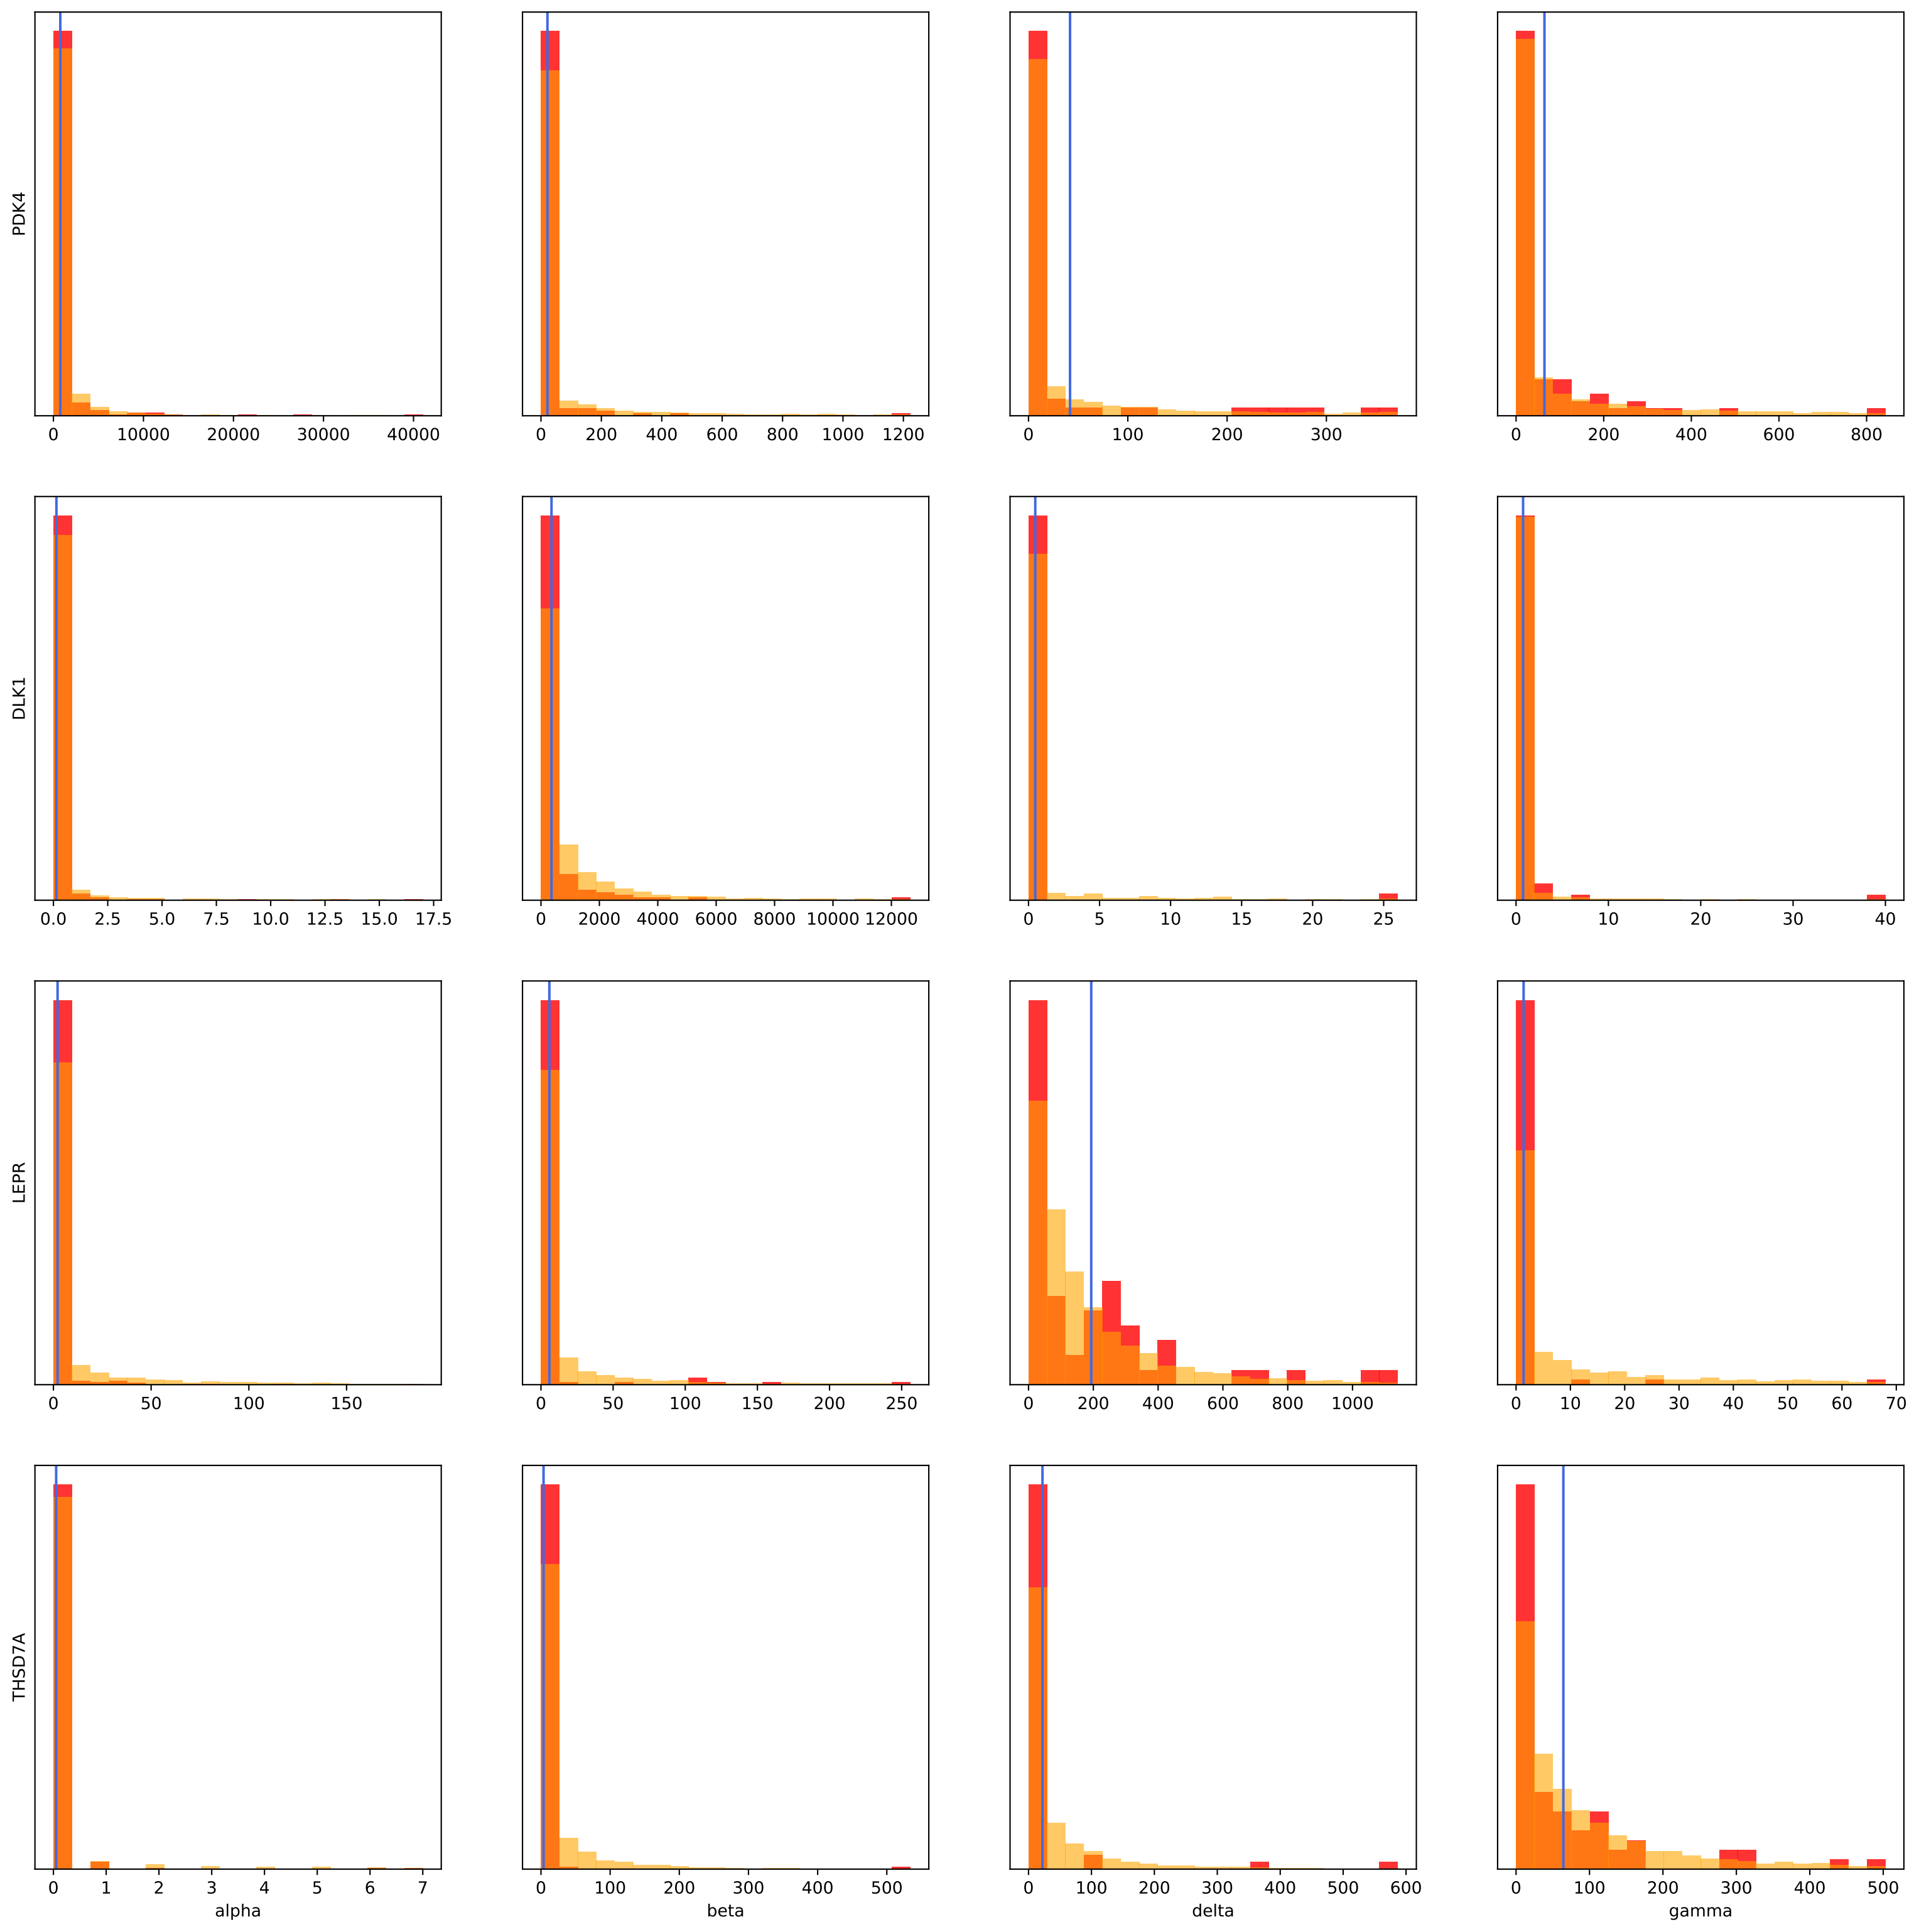 PDK4
0 10000 20000 30000 40000
0 200 400 600 800 1000 1200
0 100 200 300
0 200 400 600 800
DLK1
0.0 2.5 5.0 7.5 10.0 12.5 15.0 17.5
0 2000 4000 6000 8000 10000 12000
0 5 10 15 20 25
0 10 20 30 40
LEPR
0 50 100 150
0 50 100 150 200 250
0 200 400 600 800 1000
0 10 20 30 40 50 60 70
THSD7A
0 1 2 3 4 5 6 7
alpha
0 100 200 300 400 500
beta
0 100 200 300 400 500 600
delta
0 100 200 300 400 500
gamma